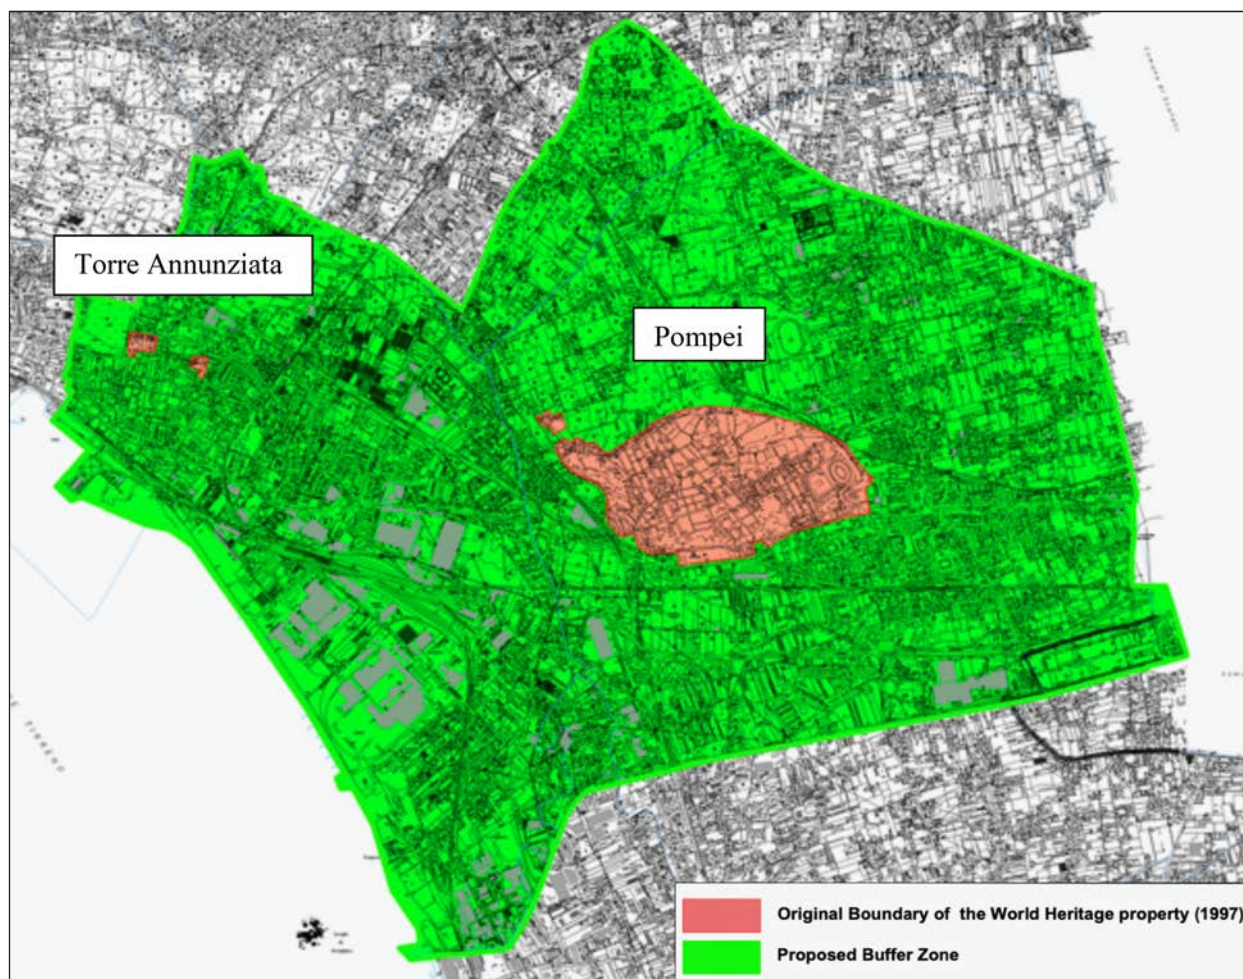 Torre Annunziata
Pompei
Original Boundary of the World Heritage property (1997)
Proposed Buffer Zone